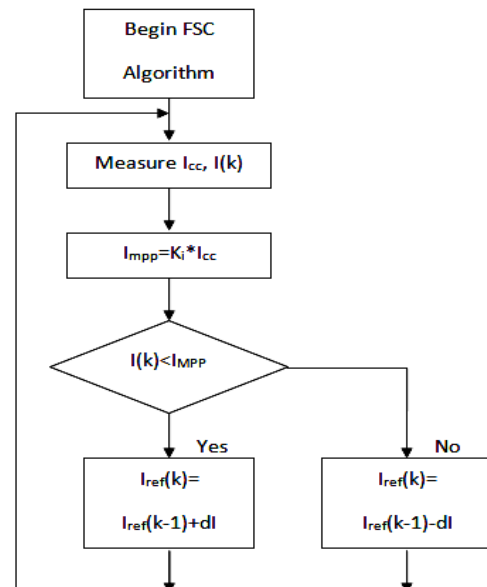 Begin FSC
Algorithm
Measure Icc, I(k)
Impp=Ki*Icc
I(k)<IMPP
Yes
No
Iref(k)=
Iref(k-1)+dI
Iref(k)=
Iref(k-1)-dI